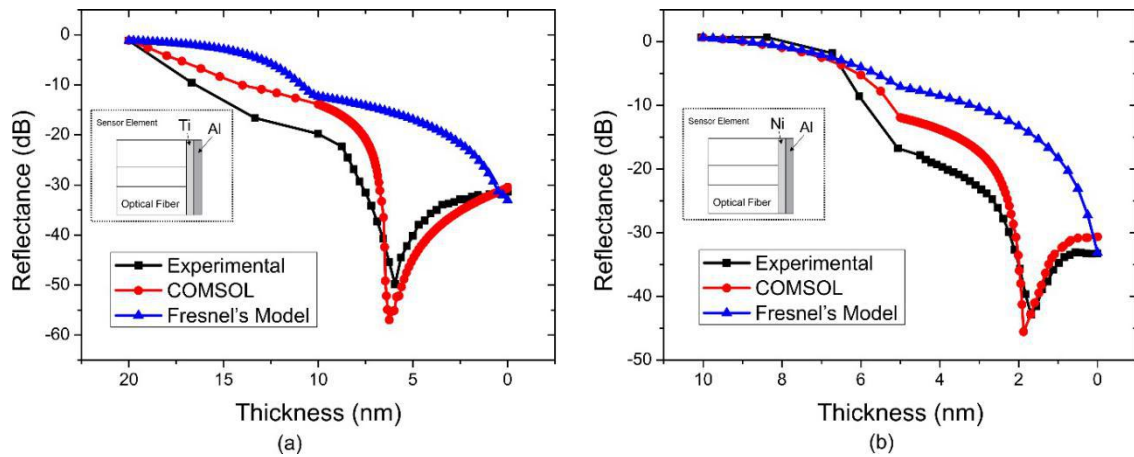 0
-10
-20
-30
-40
-50
-60
Reflectance (dB)
Sensor Element
Ti
Al
Optical Fiber
Experimental
COMSOL
Fresnel's Model
20 15 10 5 0
Thickness (nm)
(a)
0
-10
-20
-30
-40
-50
Reflectance (dB)
Sensor Element
Ni
Al
Optical Fiber
Experimental
COMSOL
Fresnel's Model
10 8 6 4 2 0
Thickness (nm)
(b)